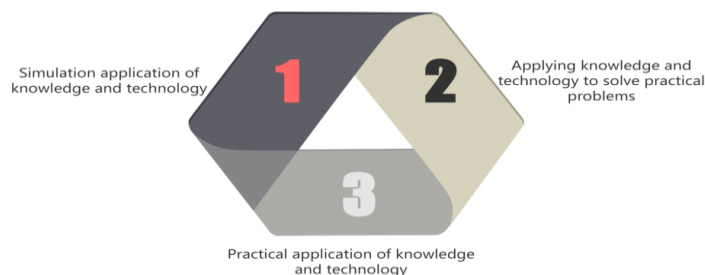 Simulation application of
knowledge and technology
1
2
Applying knowledge and
technology to solve practical
problems
3
Practical application of knowledge
and technology